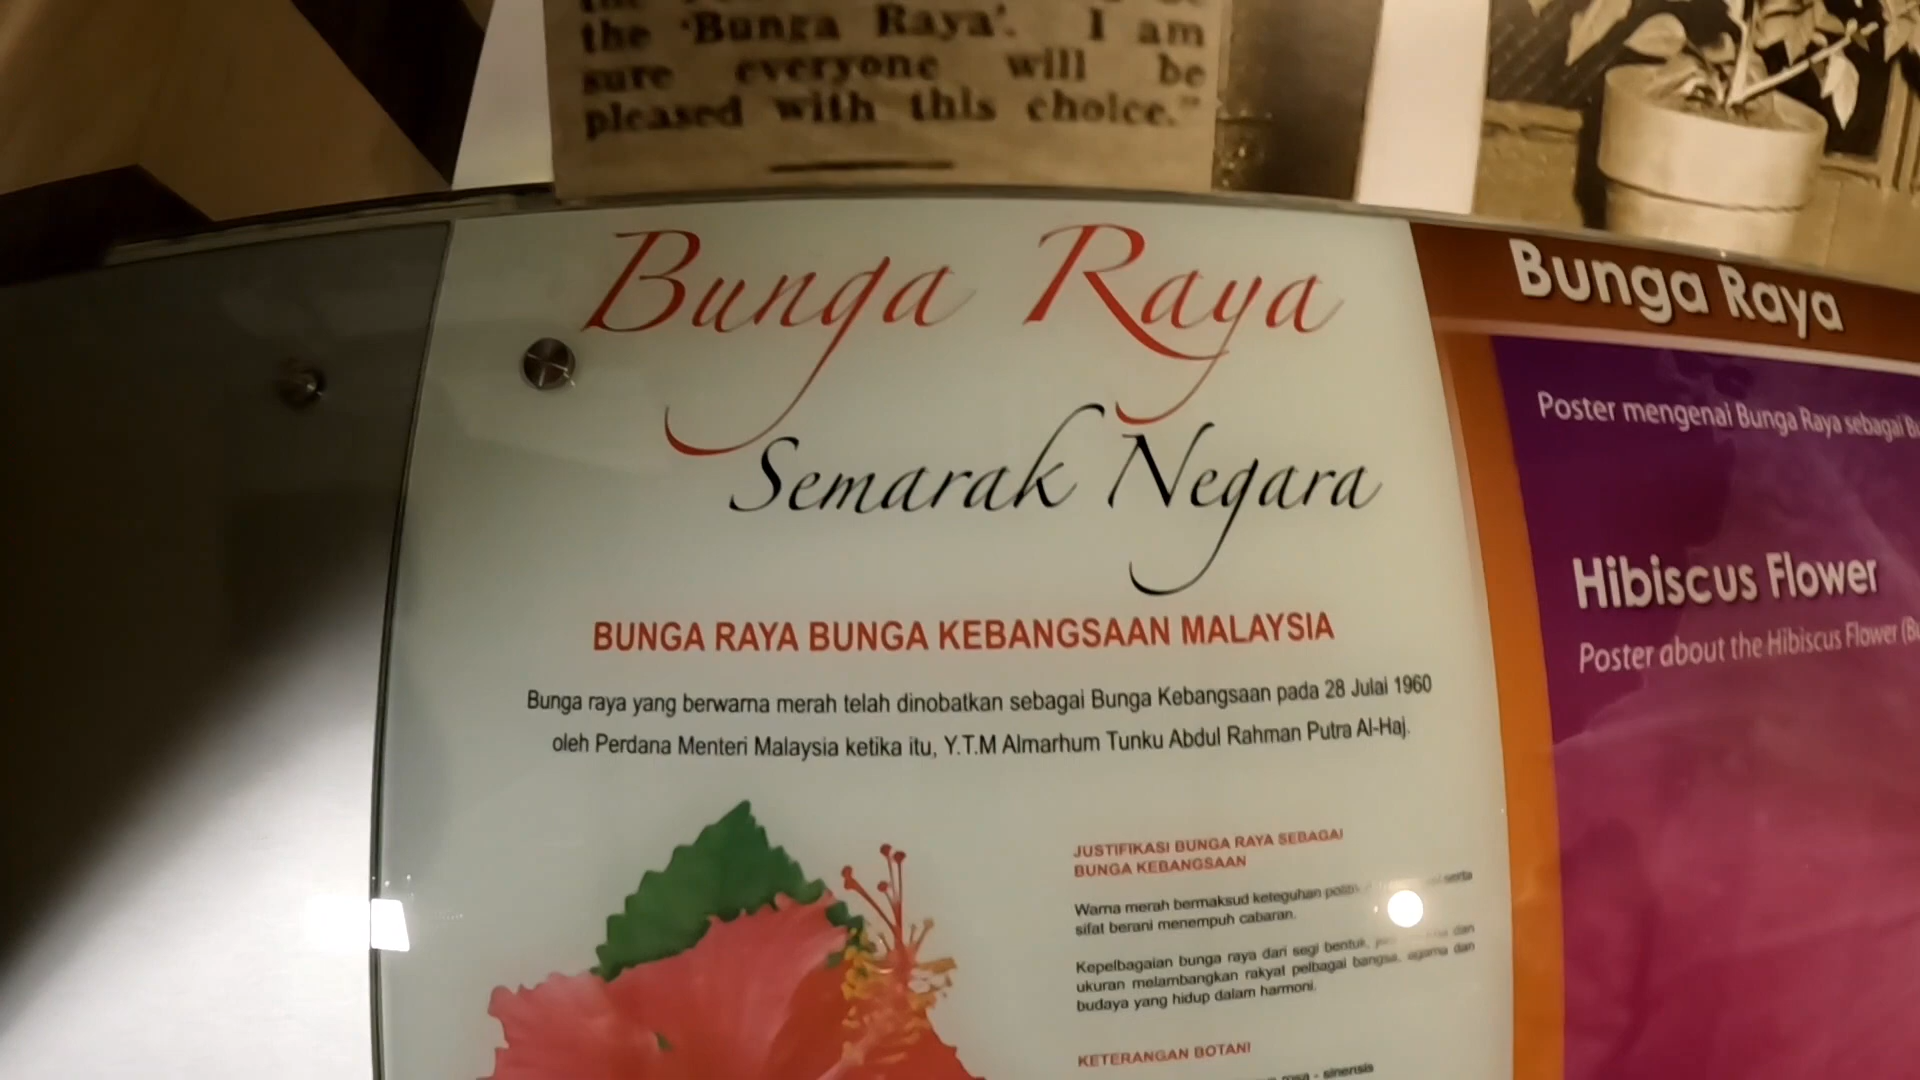 the 'Bunga Raya'. I am
sure everyone will be
pleased with this choice."
Bunga Raya
Semarak Negara
BUNGA RAYA BUNGA KEBANGSAAN MALAYSIA
Bunga raya yang berwarna merah telah dinobatkan sebagai Bunga Kebangsaan pada 28 Julai 1960
oleh Perdana Menteri Malaysia ketika itu, Y.T.M Almarhum Tunku Abdul Rahman Putra Al-Haj.
JUSTIFIKASI BUNGA RAYA SEBAGAI
BUNGA KEBANGSAAN
Warna merah bermaksud keteguhan serta
sifat berani menempuh cabaran.
Kepelbagaian bunga raya dari segi bentuk, dan
ukuran melambangkan rakyat pelbagai bangsa, agama dan
budaya yang hidup dalam harmoni.
KETERANGAN BOTANI
- sinensis
Bunga Raya
Poster mengenai Bunga Raya sebagai
Hibiscus Flower
Poster about the Hibiscus Flower